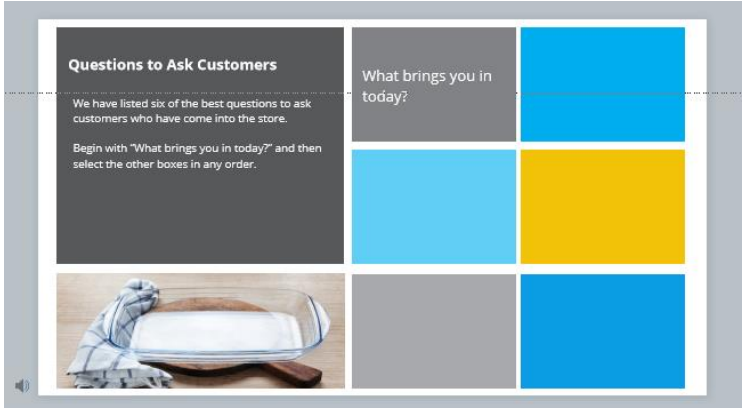 Questions to Ask Customers
We have listed six of the best questions to ask
customers who have come into the store.
Begin with "What brings you in today?" and then
select the other boxes in any order.
What brings you in
today?